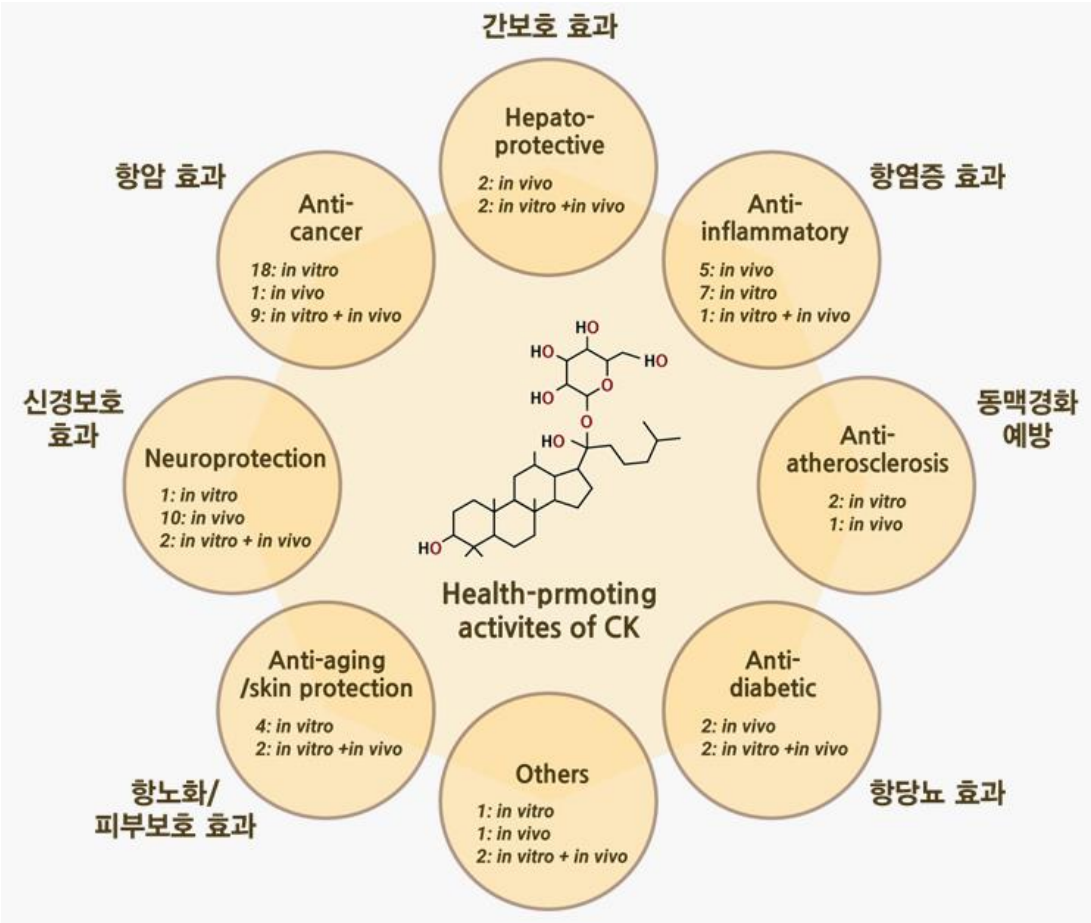 간보호 효과
Hepato-
protective
2: in vivo
2: in vitro +in vivo
항염증 효과
Anti-
inflammatory
5: in vivo
7: in vitro
1: in vitro + in vivo
동맥경화
예방
Anti-
atherosclerosis
2: in vitro
1: in vivo
Anti-
diabetic
2: in vivo
2: in vitro +in vivo
항당뇨 효과
Others
1: in vitro
1: in vivo
2: in vitro + in vivo
Anti-aging
/skin protection
4: in vitro
2: in vitro +in vivo
항노화/
피부보호 효과
신경보호
효과
Neuroprotection
1: in vitro
10: in vivo
2: in vitro + in vivo
항암 효과
Anti-
cancer
18: in vitro
1: in vivo
9: in vitro + in vivo
HO
HO
HO
HO
O
O
HO
HO
Health-prmoting
activites of CK